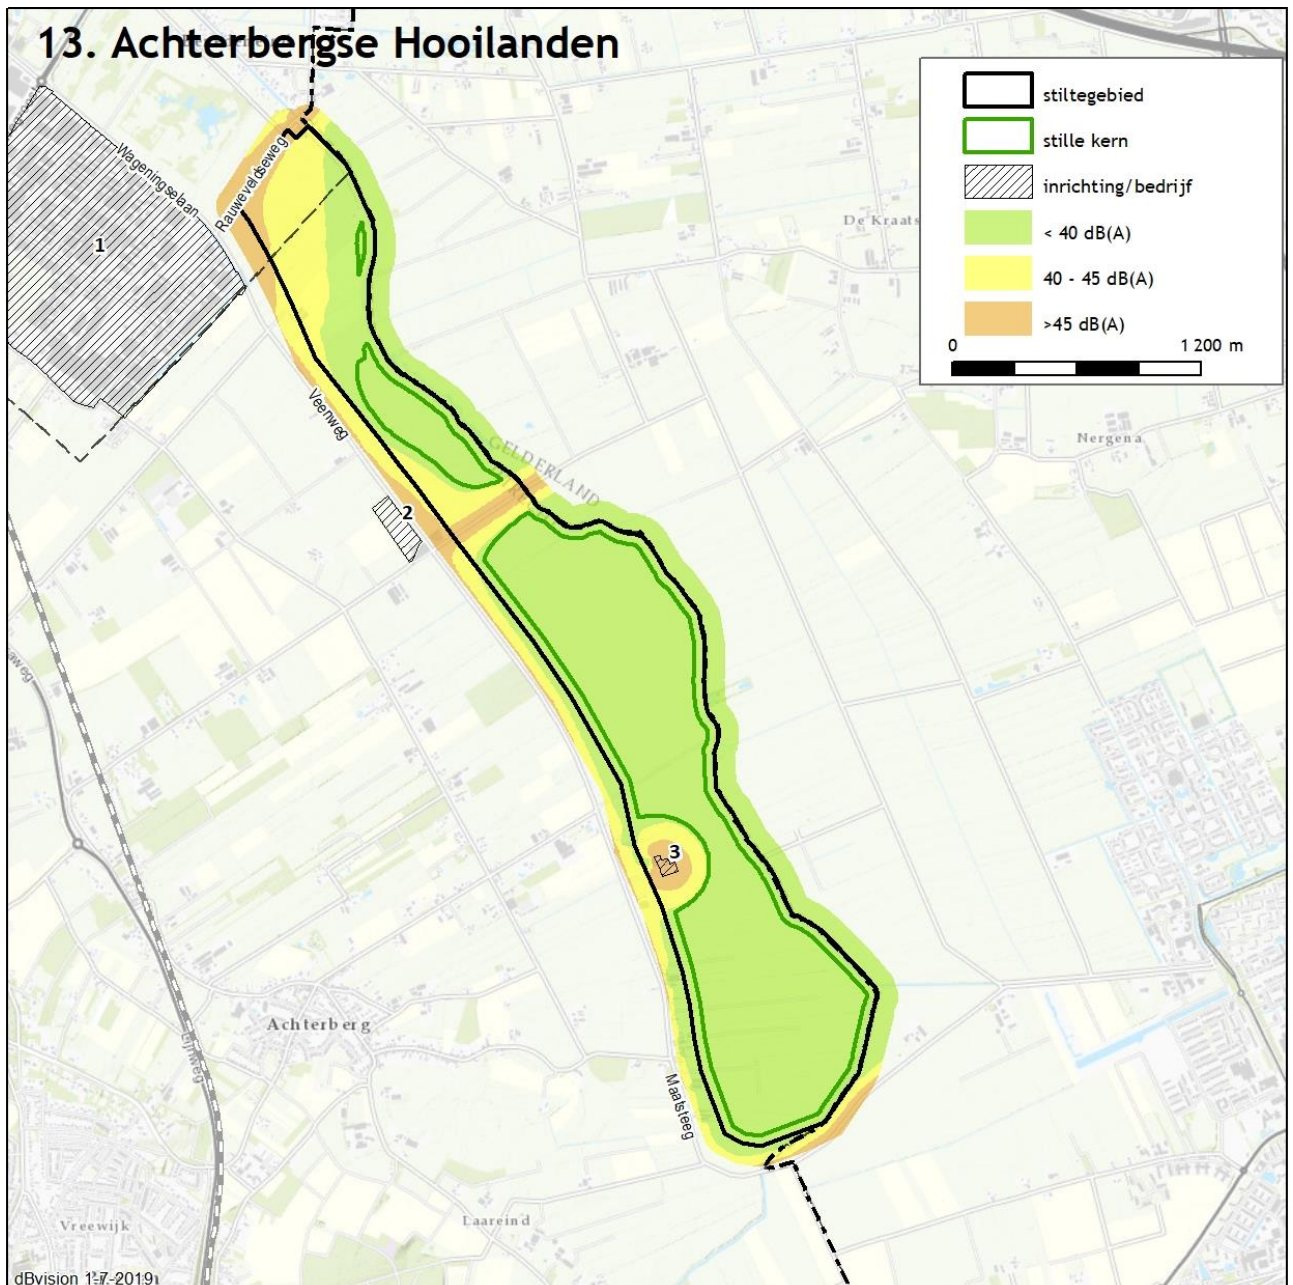 13. Achterbergse Hooilanden
stiltegebied
stille kern
inrichting/bedrijf
< 40 dB(A)
40 - 45 dB(A)
>45 dB(A)
0 1 200 m
Wageningselaan
Rauweveldseweg
De Kraats
1
Veenweg
Nergena
GELDERLAND
2
3
Achterberg
Maatsteeg
Vreewijk
Laareind
dBvision 1-7-2019